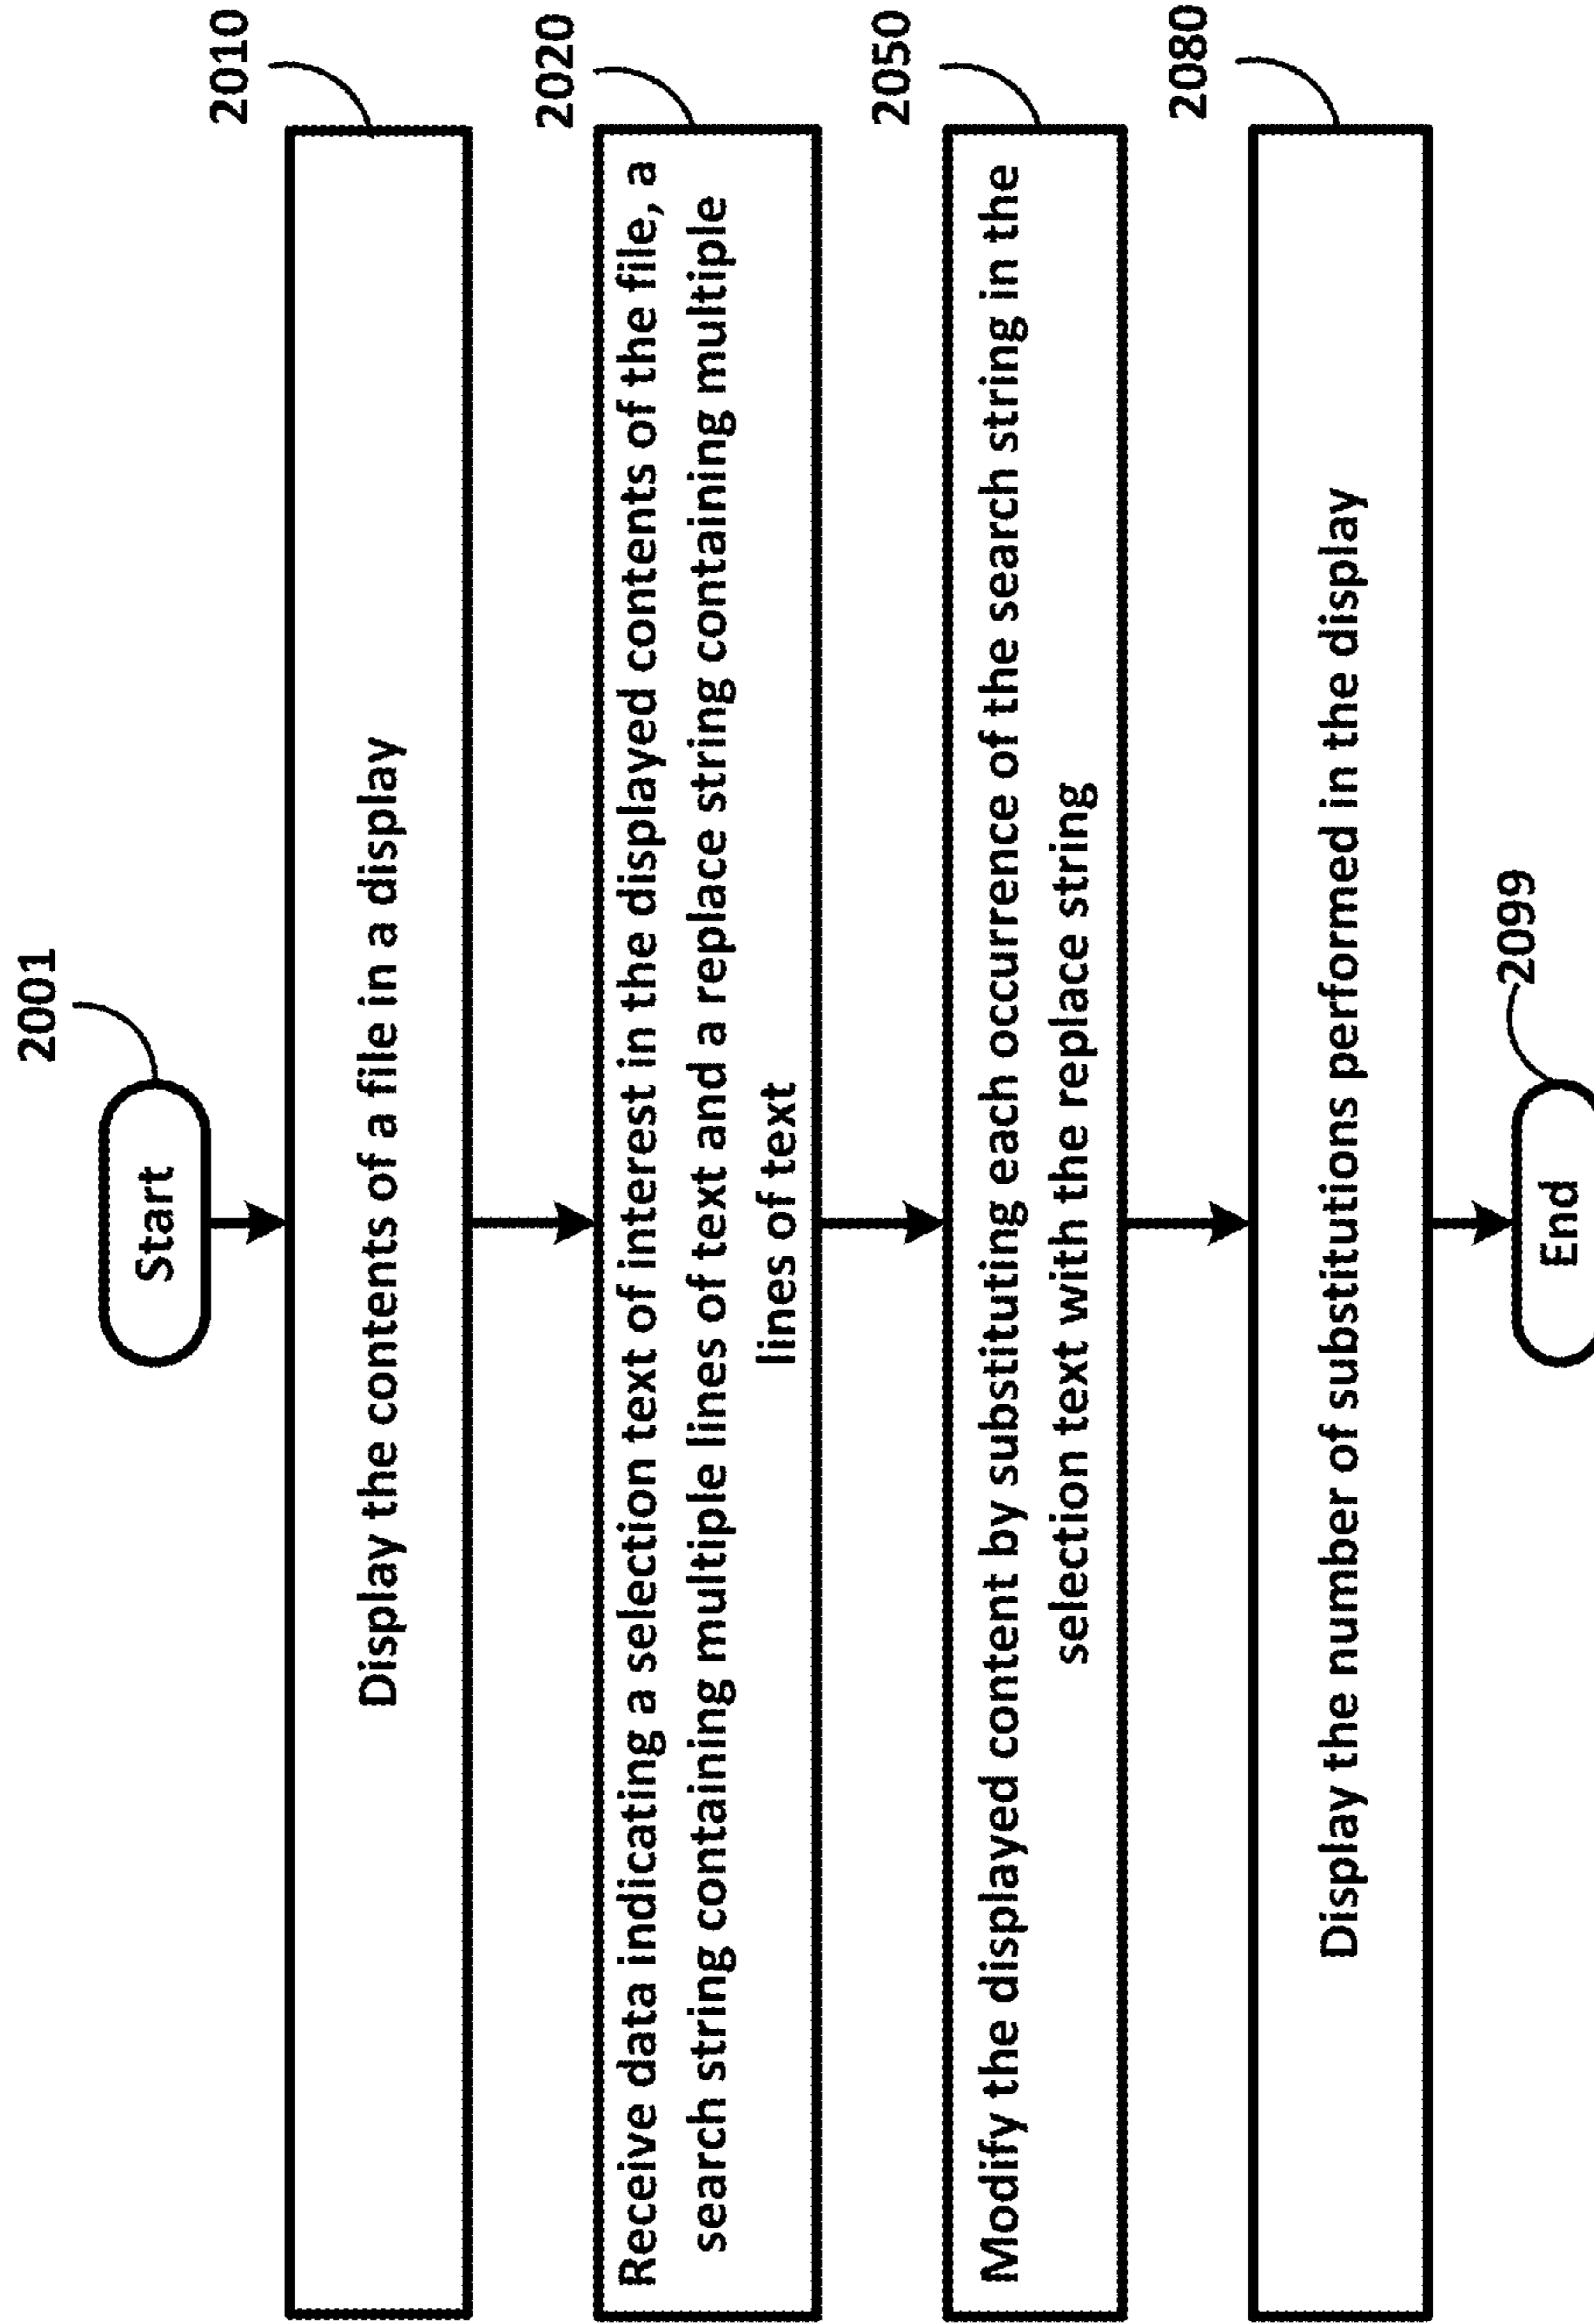 2001
Start
2010
Display the contents of a file in a display
2020
Receive data indicating a selection text of interest in the displayed contents of the file, a
search string containing multiple lines of text and a replace string containing multiple
lines of text
2050
Modify the displayed content by substituting each occurrence of the search string in the
selection text with the replace string
2080
Display the number of substitutions performed in the display
2099
End